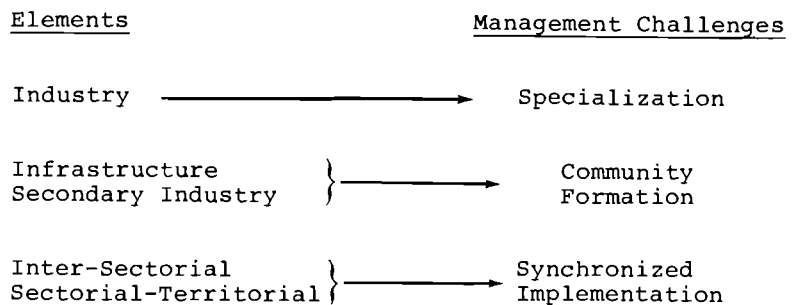 Elements Management Challenges
Industry Specialization
Infrastructure Community
Secondary Industry Formation
Inter-Sectorial Synchronized
Sectorial-Territorial Implementation